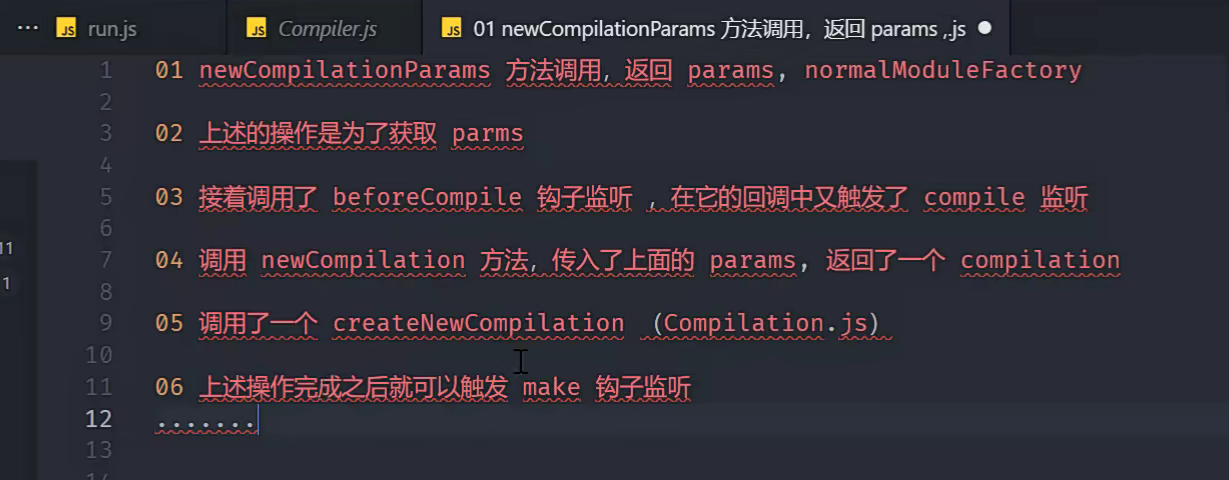 ··· JS run.js JS Compiler.js JS 01 newCompilationParams 方法调用，返回 params ,.js ●
1 01 newCompilationParams 方法调用，返回 params, normalModuleFactory
2
3 02 上述的操作是为了获取 parms
4
5 03 接着调用了 beforeCompile 钩子监听 ，在它的回调中又触发了 compile 监听
6
7 04 调用 newCompilation 方法，传入了上面的 params, 返回了一个 compilation
8
9 05 调用了一个 createNewCompilation （Compilation.js）
10
11 06 上述操作完成之后就可以触发 make 钩子监听
12 .......
13
11
1